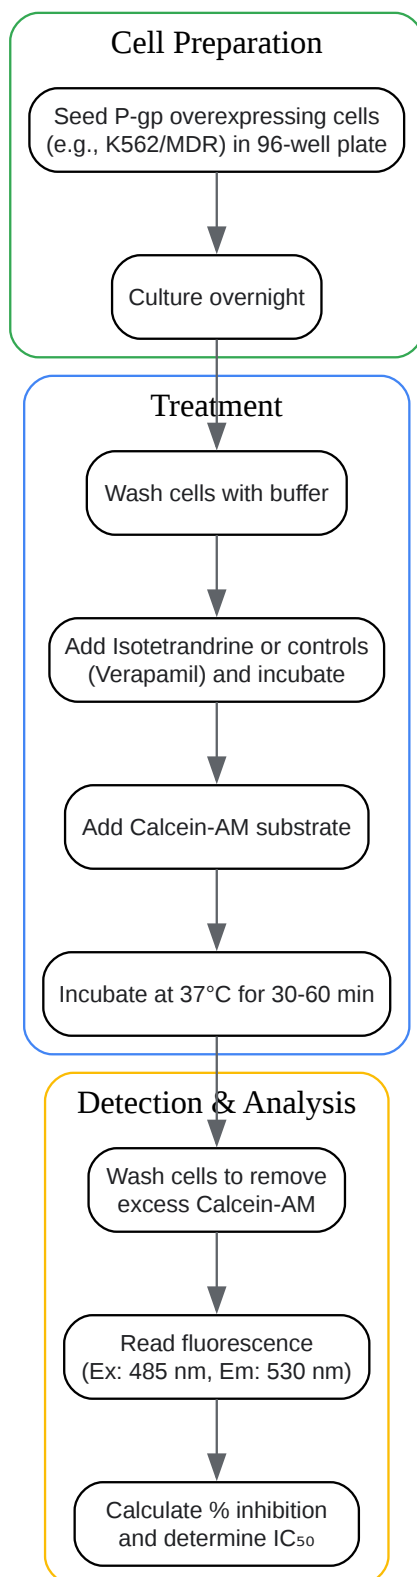 Cell Preparation
Seed P-gp overexpressing cells
(e.g., K562/MDR) in 96-well plate
Culture overnight
Treatment
Wash cells with buffer
Add Isotetrandrine or controls
(Verapamil) and incubate
Add Calcein-AM substrate
Incubate at 37°C for 30-60 min
Detection & Analysis
Wash cells to remove
excess Calcein-AM
Read fluorescence
(Ex: 485 nm, Em: 530 nm)
Calculate % inhibition
and determine IC₅₀